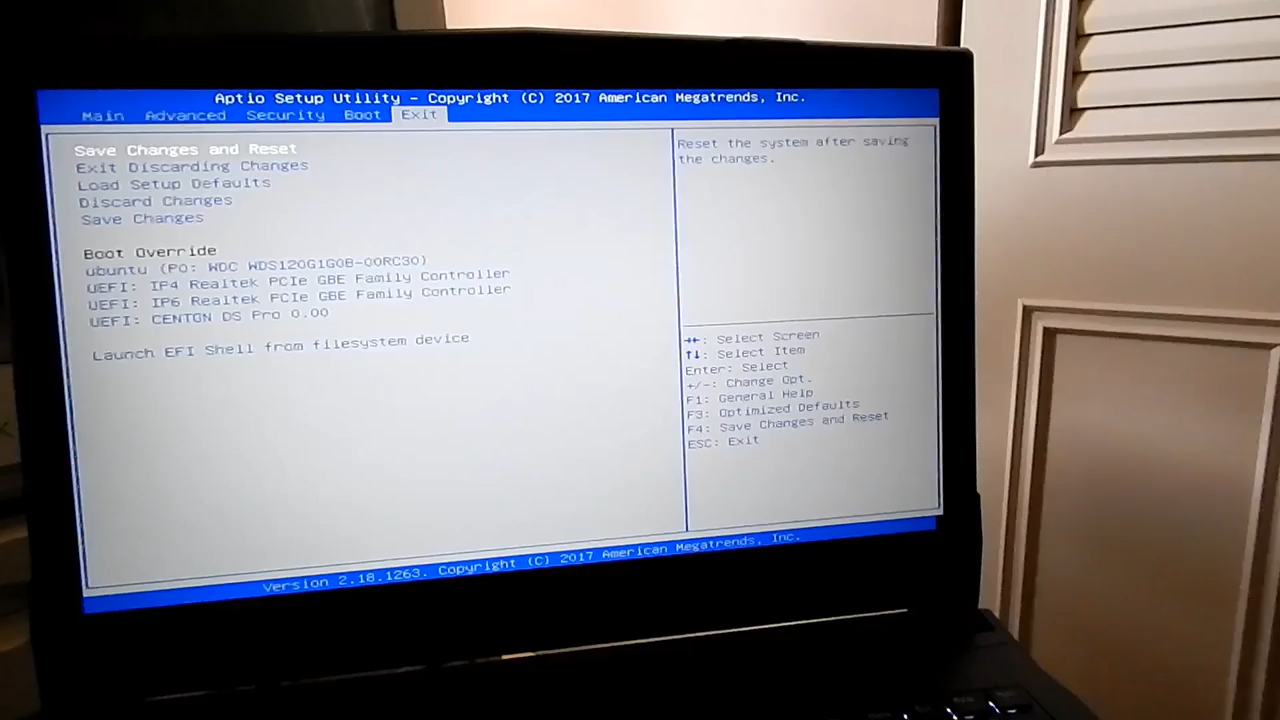 Aptio Setup Utility - Copyright (C) 2017 American Megatrends, Inc.
Main Advanced Security Boot Exit
Save Changes and Reset
Exit Discarding Changes
Load Setup Defaults
Discard Changes
Save Changes
Boot Override
ubuntu (P0: WDC WDS120G1G0B-00RC30)
UEFI: IP4 Realtek PCIe GBE Family Controller
UEFI: IP6 Realtek PCIe GBE Family Controller
UEFI: CENTON DS Pro 0.00
Launch EFI Shell from filesystem device
Reset the system after saving
the changes.
→←: Select Screen
↑↓: Select Item
Enter: Select
+/-: Change Opt.
F1: General Help
F3: Optimized Defaults
F4: Save Changes and Reset
ESC: Exit
Version 2.18.1263. Copyright (C) 2017 American Megatrends, Inc.